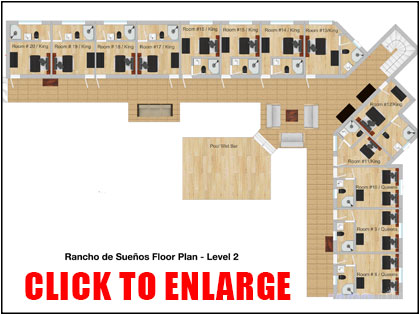 Room #15 / King
Room #16 / King
Room #14 / King
Room #13/King
Room # 20 / King
Room # 19 / King
Room # 18 / King
Room #17 / King
Room #12/King
Room #11/King
Pool Wet Bar
Room #10 / Queens
Room # 9 / Queens
Room # 8 / Queens
Rancho de Sueños Floor Plan - Level 2
CLICK TO ENLARGE